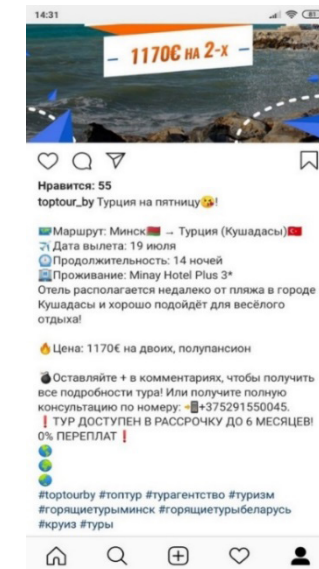 14:31
81
– 1170€ НА 2-Х –
Нравится: 55
toptour_by Турция на пятницу😘!
🗺Маршрут: Минск🇧🇾 → Турция (Кушадасы)🇹🇷
✈Дата вылета: 19 июля
🕐Продолжительность: 14 ночей
🏨Проживание: Minay Hotel Plus 3*
Отель располагается недалеко от пляжа в городе
Кушадасы и хорошо подойдёт для весёлого
отдыха!
🔥Цена: 1170€ на двоих, полупансион
💣Оставляйте + в комментариях, чтобы получить
все подробности тура! Или получите полную
консультацию по номеру: 📲+375291550045.
❗ТУР ДОСТУПЕН В РАССРОЧКУ ДО 6 МЕСЯЦЕВ!
0% ПЕРЕПЛАТ❗
🌎
🌍
🌏
#toptourby #топтур #турагентство #туризм
#горящиетурыминск #горящиетурыбеларусь
#круиз #туры